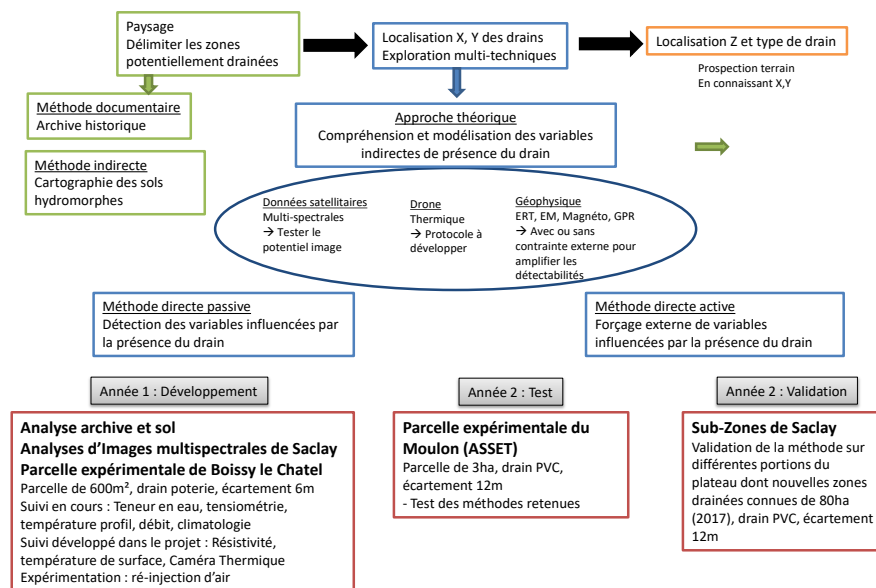 Paysage
Délimiter les zones
potentiellement drainées
Localisation X, Y des drains
Exploration multi-techniques
Localisation Z et type de drain
Prospection terrain
En connaissant X,Y
Méthode documentaire
Archive historique
Approche théorique
Compréhension et modélisation des variables
indirectes de présence du drain
Méthode indirecte
Cartographie des sols
hydromorphes
Données satellitaires
Multi-spectrales
→ Tester le
potentiel image
Drone
Thermique
→ Protocole à
développer
Géophysique
ERT, EM, Magnéto, GPR
→ Avec ou sans
contrainte externe pour
amplifier les
détectabilités
Méthode directe passive
Détection des variables influencées par
la présence du drain
Méthode directe active
Forçage externe de variables
influencées par la présence du drain
Année 1 : Développement
Année 2 : Test
Année 2 : Validation
Analyse archive et sol
Analyses d'Images multispectrales de Saclay
Parcelle expérimentale de Boissy le Chatel
Parcelle de 600m², drain poterie, écartement 6m
Suivi en cours : Teneur en eau, tensiométrie,
température profil, débit, climatologie
Suivi développé dans le projet : Résistivité,
température de surface, Caméra Thermique
Expérimentation : ré-injection d'air
Parcelle expérimentale du
Moulon (ASSET)
Parcelle de 3ha, drain PVC,
écartement 12m
- Test des méthodes retenues
Sub-Zones de Saclay
Validation de la méthode sur
différentes portions du
plateau dont nouvelles zones
drainées connues de 80ha
(2017), drain PVC, écartement
12m